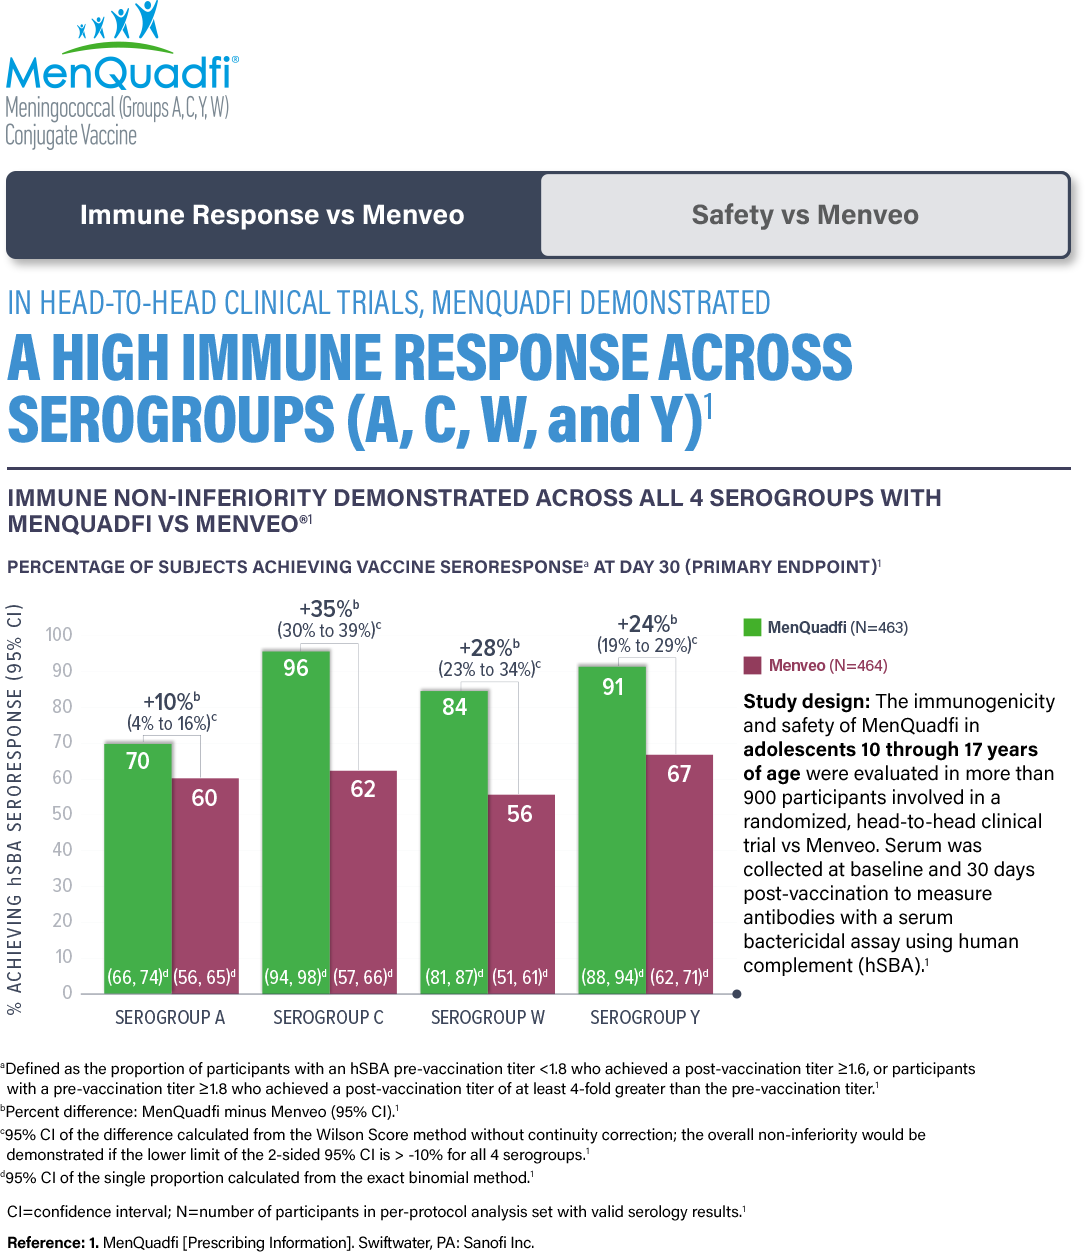 MenQuadfi®
Meningococcal (Groups A,C,Y,W)
Conjugate Vaccine
Immune Response vs Menveo
Safety vs Menveo
IN HEAD-TO-HEAD CLINICAL TRIALS, MENQUADFI DEMONSTRATED
A HIGH IMMUNE RESPONSE ACROSS
SEROGROUPS (A, C, W, and Y)1
IMMUNE NON-INFERIORITY DEMONSTRATED ACROSS ALL 4 SEROGROUPS WITH
MENQUADFI VS MENVEO®1
PERCENTAGE OF SUBJECTS ACHIEVING VACCINE SERORESPONSEa AT DAY 30 (PRIMARY ENDPOINT)1
% ACHIEVING hSBA SERORESPONSE (95% CI)
100
90
80
70
60
50
40
30
20
10
0
+10%b
(4% to 16%)c
70
60
(66, 74)d
(56, 65)d
SEROGROUP A
+35%b
(30% to 39%)c
96
62
(94, 98)d
(57, 66)d
SEROGROUP C
+28%b
(23% to 34%)c
84
56
(81, 87)d
(51, 61)d
SEROGROUP W
+24%b
(19% to 29%)c
91
67
(88, 94)d
(62, 71)d
SEROGROUP Y
MenQuadfi (N=463)
Menveo (N=464)
Study design: The immunogenicity
and safety of MenQuadfi in
adolescents 10 through 17 years
of age were evaluated in more than
900 participants involved in a
randomized, head-to-head clinical
trial vs Menveo. Serum was
collected at baseline and 30 days
post-vaccination to measure
antibodies with a serum
bactericidal assay using human
complement (hSBA).1
aDefined as the proportion of participants with an hSBA pre-vaccination titer <1.8 who achieved a post-vaccination titer ≥1.6, or participants
with a pre-vaccination titer ≥1.8 who achieved a post-vaccination titer of at least 4-fold greater than the pre-vaccination titer.1
bPercent difference: MenQuadfi minus Menveo (95% CI).1
c95% CI of the difference calculated from the Wilson Score method without continuity correction; the overall non-inferiority would be
demonstrated if the lower limit of the 2-sided 95% CI is > -10% for all 4 serogroups.1
d95% CI of the single proportion calculated from the exact binomial method.1
CI=confidence interval; N=number of participants in per-protocol analysis set with valid serology results.1
Reference: 1. MenQuadfi [Prescribing Information]. Swiftwater, PA: Sanofi Inc.